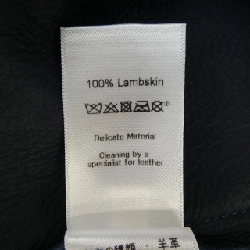 100% Lambskin
Delicate Material
Cleaning by a
specialist for leather